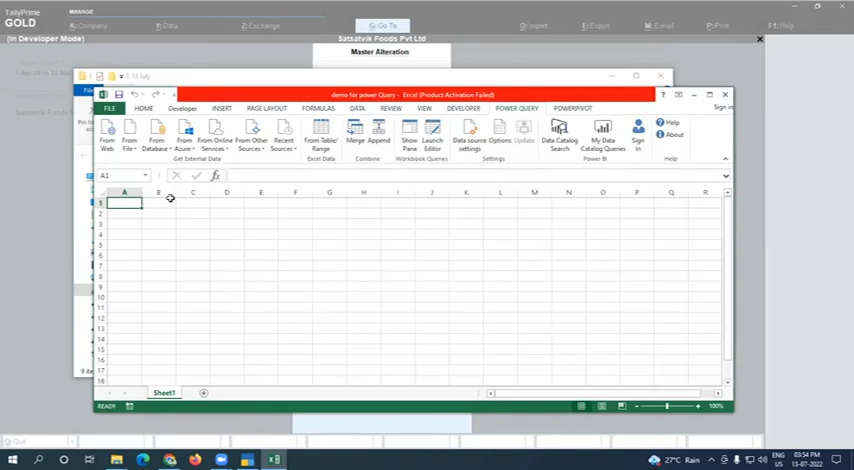 TallyPrime
GOLD
MANAGE
K: Company
Y: Data
Z: Exchange
G: Go To
O: Import
E: Export
M: E-mail
P: Print
F1: Help
(In Developer Mode)
Satsatvik Foods Pvt Ltd
Master Alteration
13 July
demo for power Query - Excel (Product Activation Failed)
FILE
HOME
Developer
INSERT
PAGE LAYOUT
FORMULAS
DATA
REVIEW
VIEW
DEVELOPER
POWER QUERY
POWERPIVOT
Sign in
From Web
From File
From Database
From Azure
From Online Services
From Other Sources
Recent Sources
From Table/ Range
Merge
Append
Show Pane
Launch Editor
Data source settings
Options
Update
Data Catalog Search
My Data Catalog Queries
Sign In
Help
About
Get External Data
Excel Data
Combine
Workbook Queries
Settings
Power BI
A1
fx
A B C D E F G H I J K L M N O P Q R
1
2
3
4
5
6
7
8
9
10
11
12
13
14
15
16
17
18
Sheet1
READY
100%
Q: Quit
27°C Rain
ENG
US
03:54 PM
13-07-2022